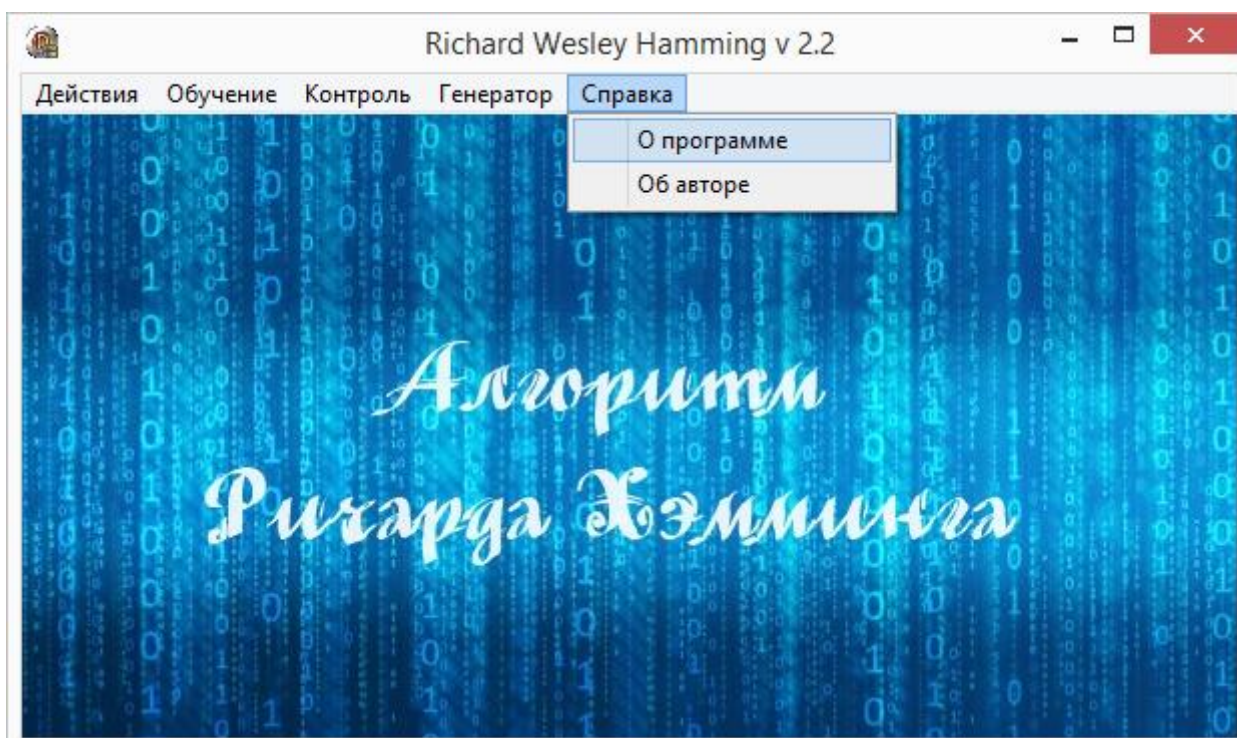 Richard Wesley Hamming v 2.2
Действия Обучение Контроль Генератор Справка
О программе
Об авторе
Алгоритм
Ричарда Хэмминга